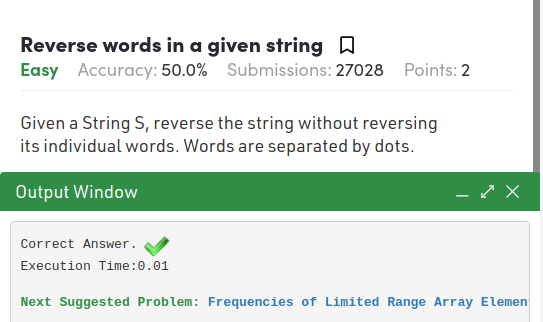 Reverse words in a given string
Easy Accuracy: 50.0% Submissions: 27028 Points: 2
Given a String S, reverse the string without reversing
its individual words. Words are separated by dots.
Output Window
Correct Answer.
Execution Time:0.01
Next Suggested Problem: Frequencies of Limited Range Array Elemen